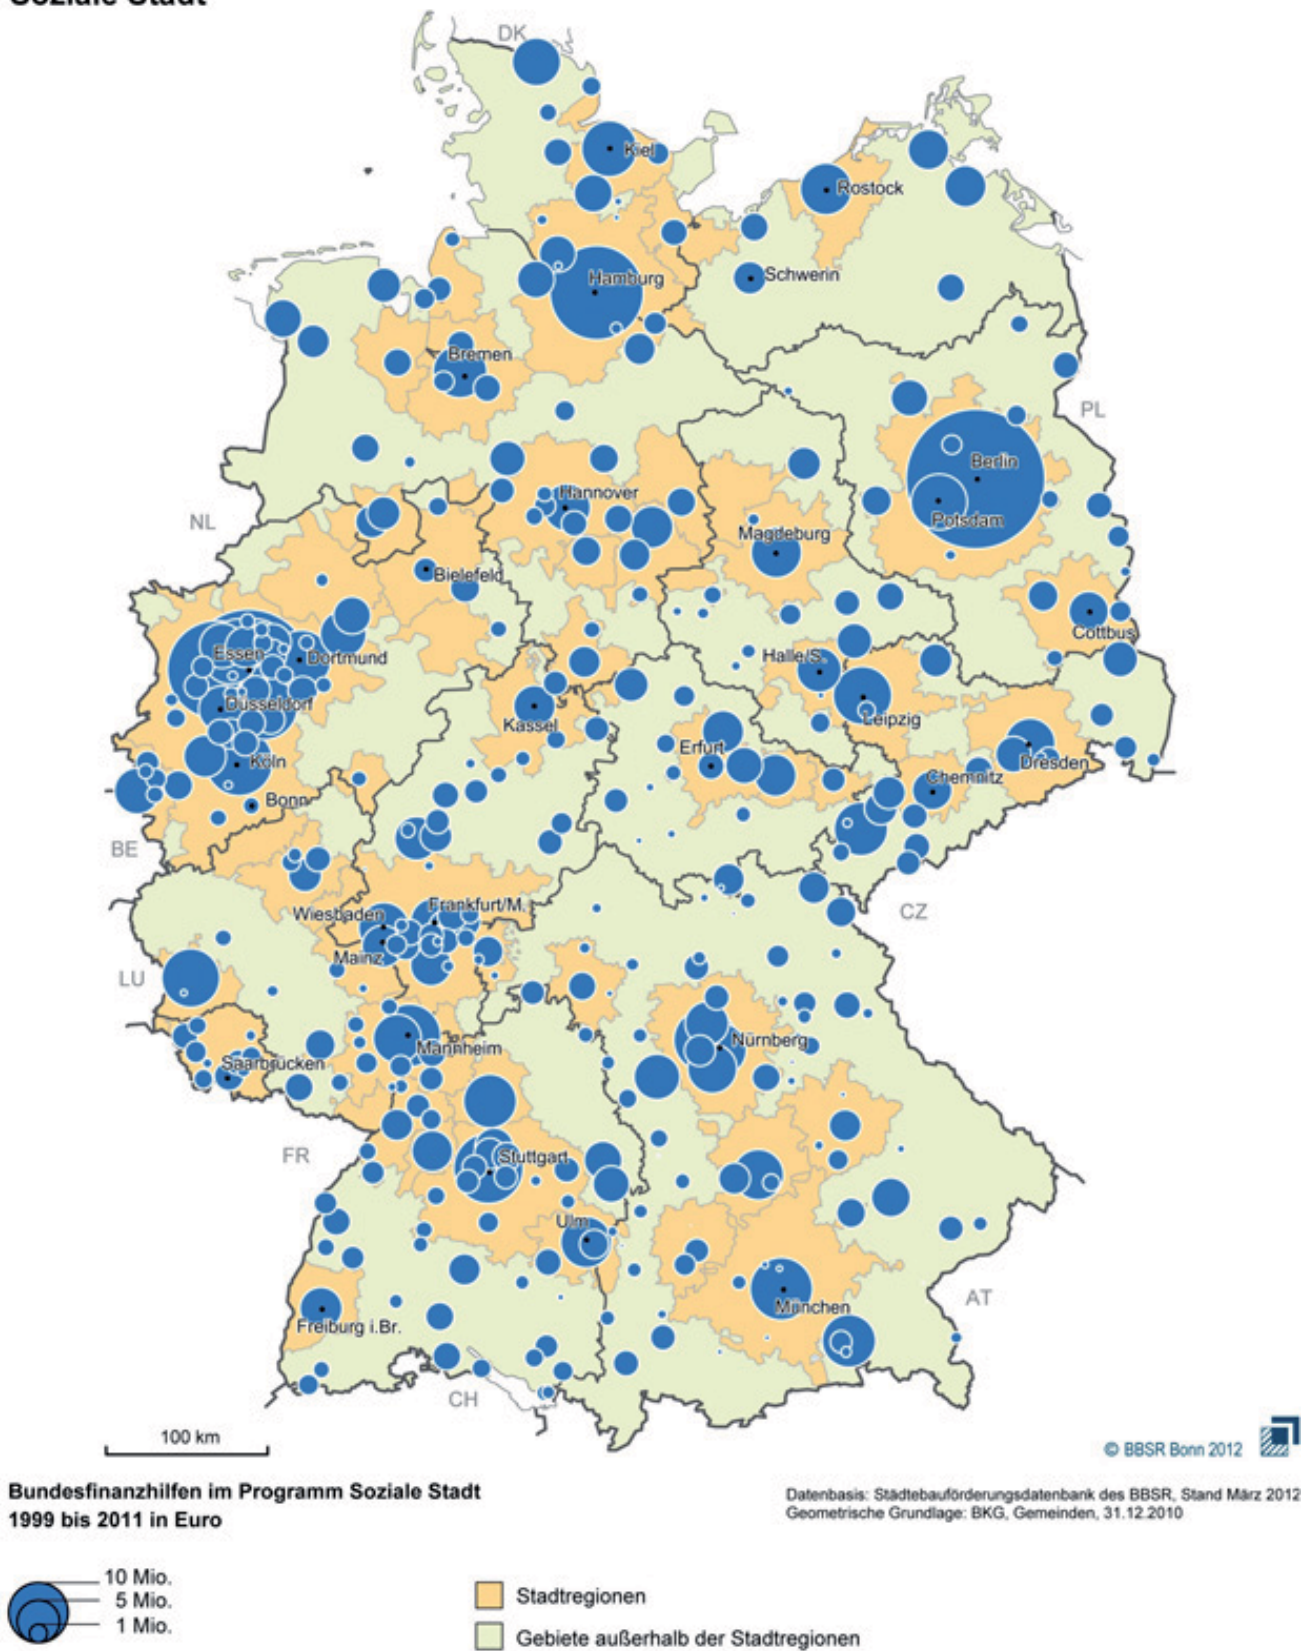 Soziale Stadt
DK
Kiel
Rostock
Hamburg
Schwerin
Bremen
PL
Berlin
Hannover
NL
Potsdam
Magdeburg
Bielefeld
Cottbus
Essen
Dortmund
Halle/S.
Düsseldorf
Leipzig
Kassel
Erfurt
Köln
Dresden
Chemnitz
Bonn
BE
Wiesbaden
Frankfurt/M.
CZ
Mainz
LU
Nürnberg
Mannheim
Saarbrücken
FR
Stuttgart
Ulm
AT
München
Freiburg i.Br.
CH
100 km
© BBSR Bonn 2012
Bundesfinanzhilfen im Programm Soziale Stadt
1999 bis 2011 in Euro
Datenbasis: Städtebauförderungsdatenbank des BBSR, Stand März 2012
Geometrische Grundlage: BKG, Gemeinden, 31.12.2010
10 Mio.
5 Mio.
1 Mio.
Stadtregionen
Gebiete außerhalb der Stadtregionen